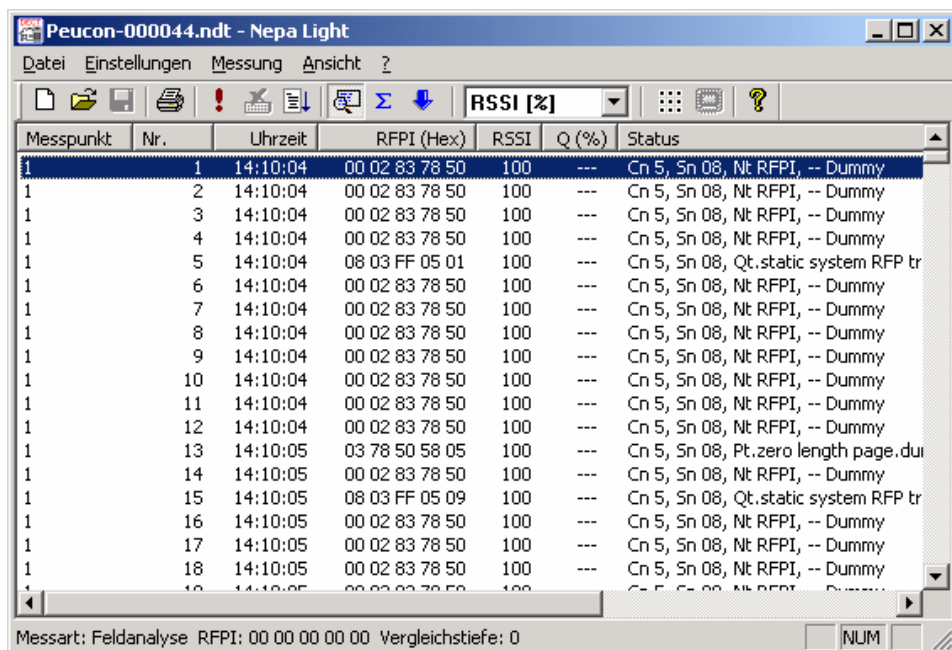 Peucon-000044.ndt - Nepa Light
Datei Einstellungen Messung Ansicht ?
RSSI [%]
Messpunkt Nr. Uhrzeit RFPI (Hex) RSSI Q (%) Status
1 1 14:10:04 00 02 83 78 50 100 --- Cn 5, Sn 08, Nt RFPI, -- Dummy
1 2 14:10:04 00 02 83 78 50 100 --- Cn 5, Sn 08, Nt RFPI, -- Dummy
1 3 14:10:04 00 02 83 78 50 100 --- Cn 5, Sn 08, Nt RFPI, -- Dummy
1 4 14:10:04 00 02 83 78 50 100 --- Cn 5, Sn 08, Nt RFPI, -- Dummy
1 5 14:10:04 08 03 FF 05 01 100 --- Cn 5, Sn 08, Qt.static system RFP tr
1 6 14:10:04 00 02 83 78 50 100 --- Cn 5, Sn 08, Nt RFPI, -- Dummy
1 7 14:10:04 00 02 83 78 50 100 --- Cn 5, Sn 08, Nt RFPI, -- Dummy
1 8 14:10:04 00 02 83 78 50 100 --- Cn 5, Sn 08, Nt RFPI, -- Dummy
1 9 14:10:04 00 02 83 78 50 100 --- Cn 5, Sn 08, Nt RFPI, -- Dummy
1 10 14:10:04 00 02 83 78 50 100 --- Cn 5, Sn 08, Nt RFPI, -- Dummy
1 11 14:10:04 00 02 83 78 50 100 --- Cn 5, Sn 08, Nt RFPI, -- Dummy
1 12 14:10:04 00 02 83 78 50 100 --- Cn 5, Sn 08, Nt RFPI, -- Dummy
1 13 14:10:05 03 78 50 58 05 100 --- Cn 5, Sn 08, Pt.zero length page.dur
1 14 14:10:05 00 02 83 78 50 100 --- Cn 5, Sn 08, Nt RFPI, -- Dummy
1 15 14:10:05 08 03 FF 05 09 100 --- Cn 5, Sn 08, Qt.static system RFP tr
1 16 14:10:05 00 02 83 78 50 100 --- Cn 5, Sn 08, Nt RFPI, -- Dummy
1 17 14:10:05 00 02 83 78 50 100 --- Cn 5, Sn 08, Nt RFPI, -- Dummy
1 18 14:10:05 00 02 83 78 50 100 --- Cn 5, Sn 08, Nt RFPI, -- Dummy
Messart: Feldanalyse RFPI: 00 00 00 00 00 Vergleichstiefe: 0 NUM